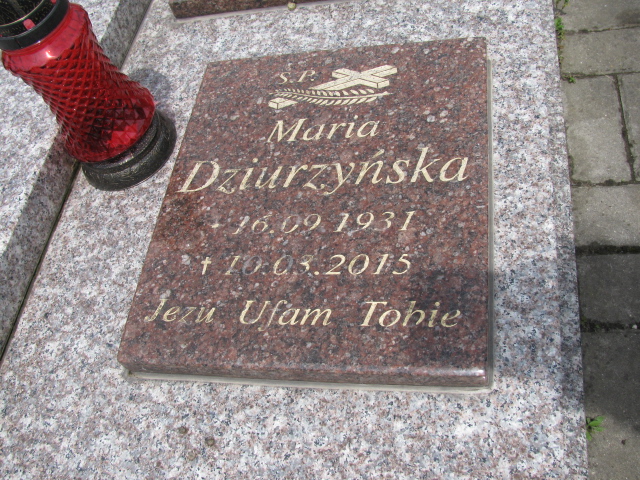 Ś.P.
Maria
Dziurzyńska
* 16.09.1931
† 10.03.2015
Jezu Ufam Tobie